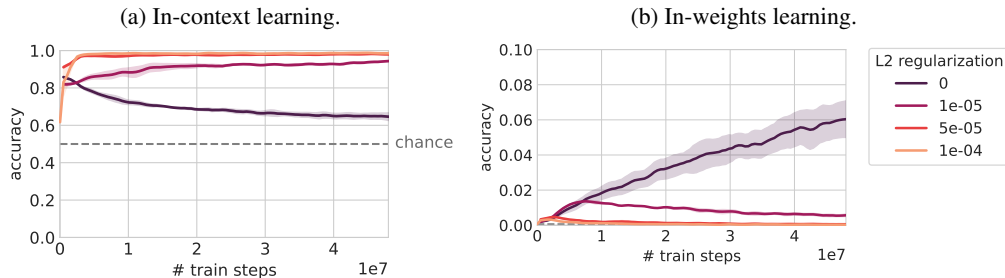 (a) In-context learning.
1.0
0.8
0.6
0.4
0.2
0.0
accuracy
chance
0
1
2
3
4
# train steps
1e7
(b) In-weights learning.
0.10
0.08
0.06
0.04
0.02
0.00
accuracy
0
1
2
3
4
# train steps
1e7
L2 regularization
0
1e-05
5e-05
1e-04